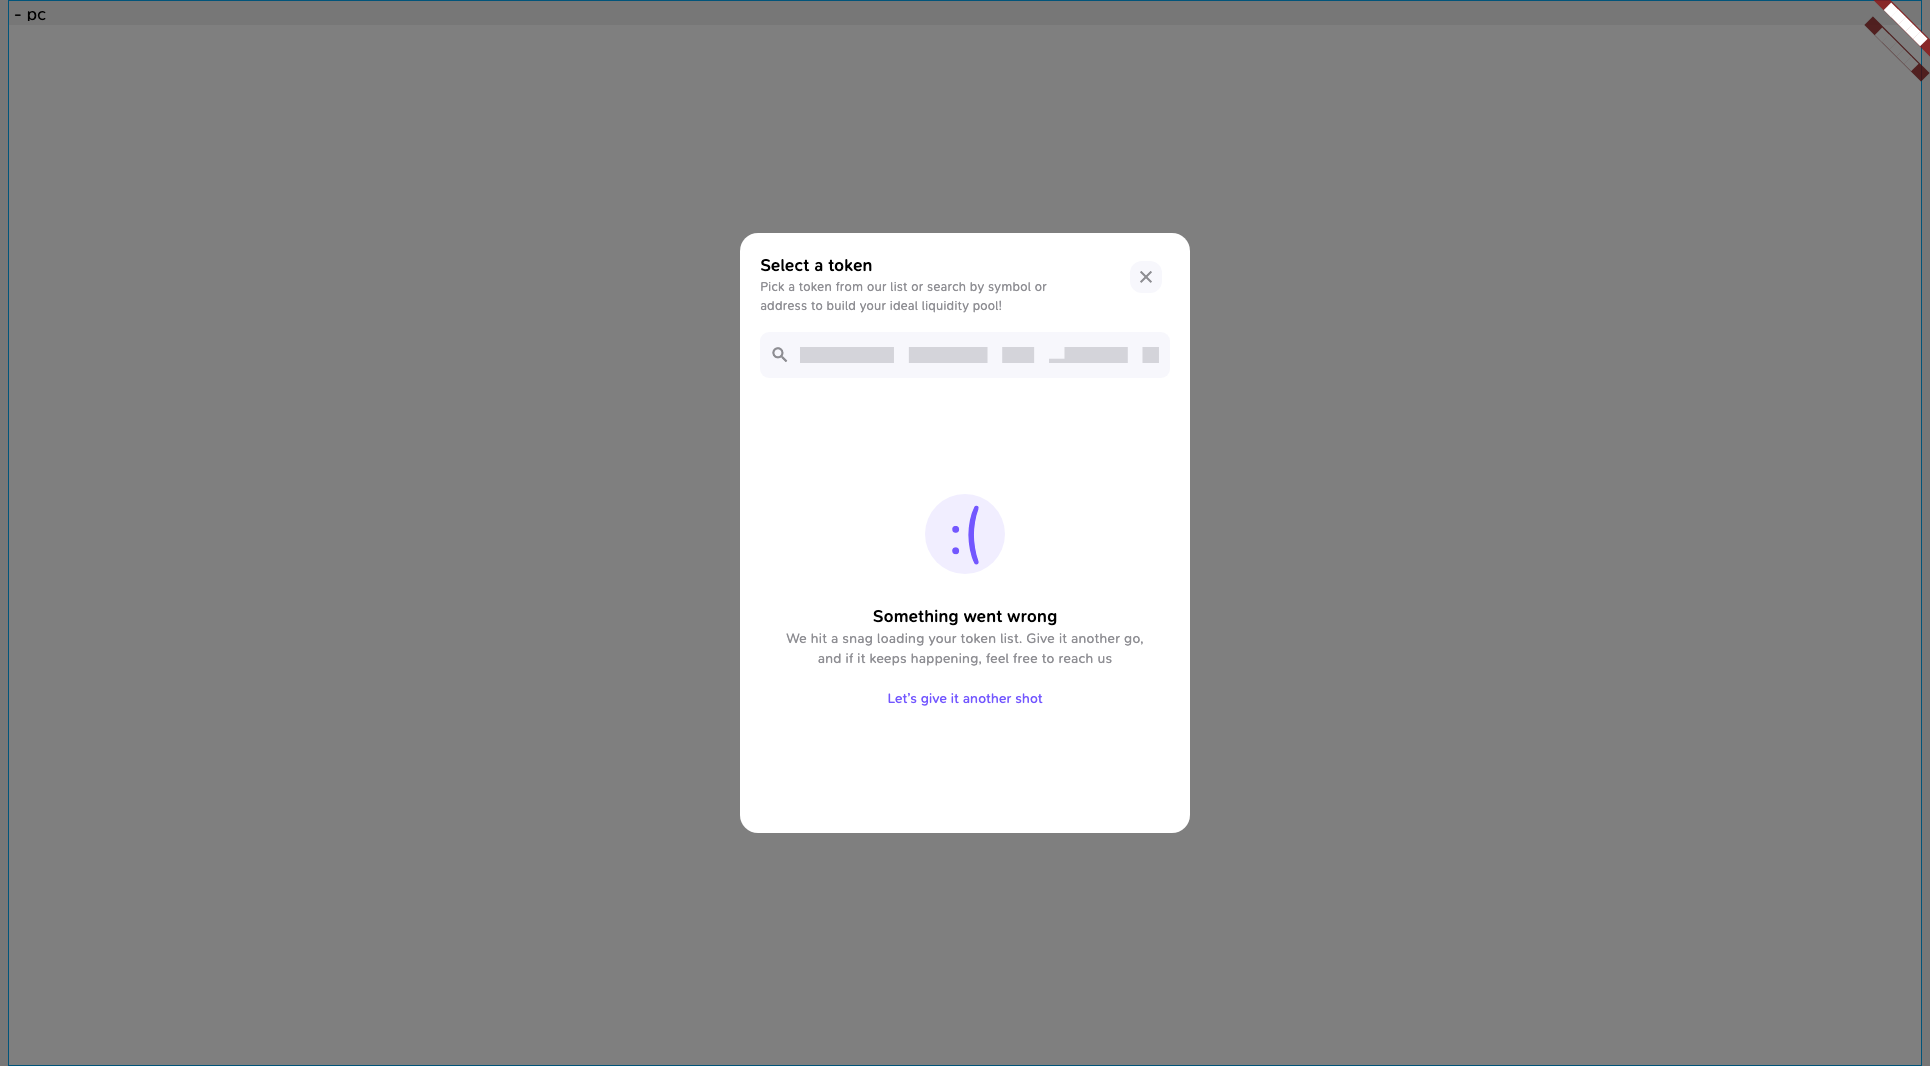 - pc
Select a token
Pick a token from our list or search by symbol or
address to build your ideal liquidity pool!
:(
Something went wrong
We hit a snag loading your token list. Give it another go,
and if it keeps happening, feel free to reach us
Let's give it another shot